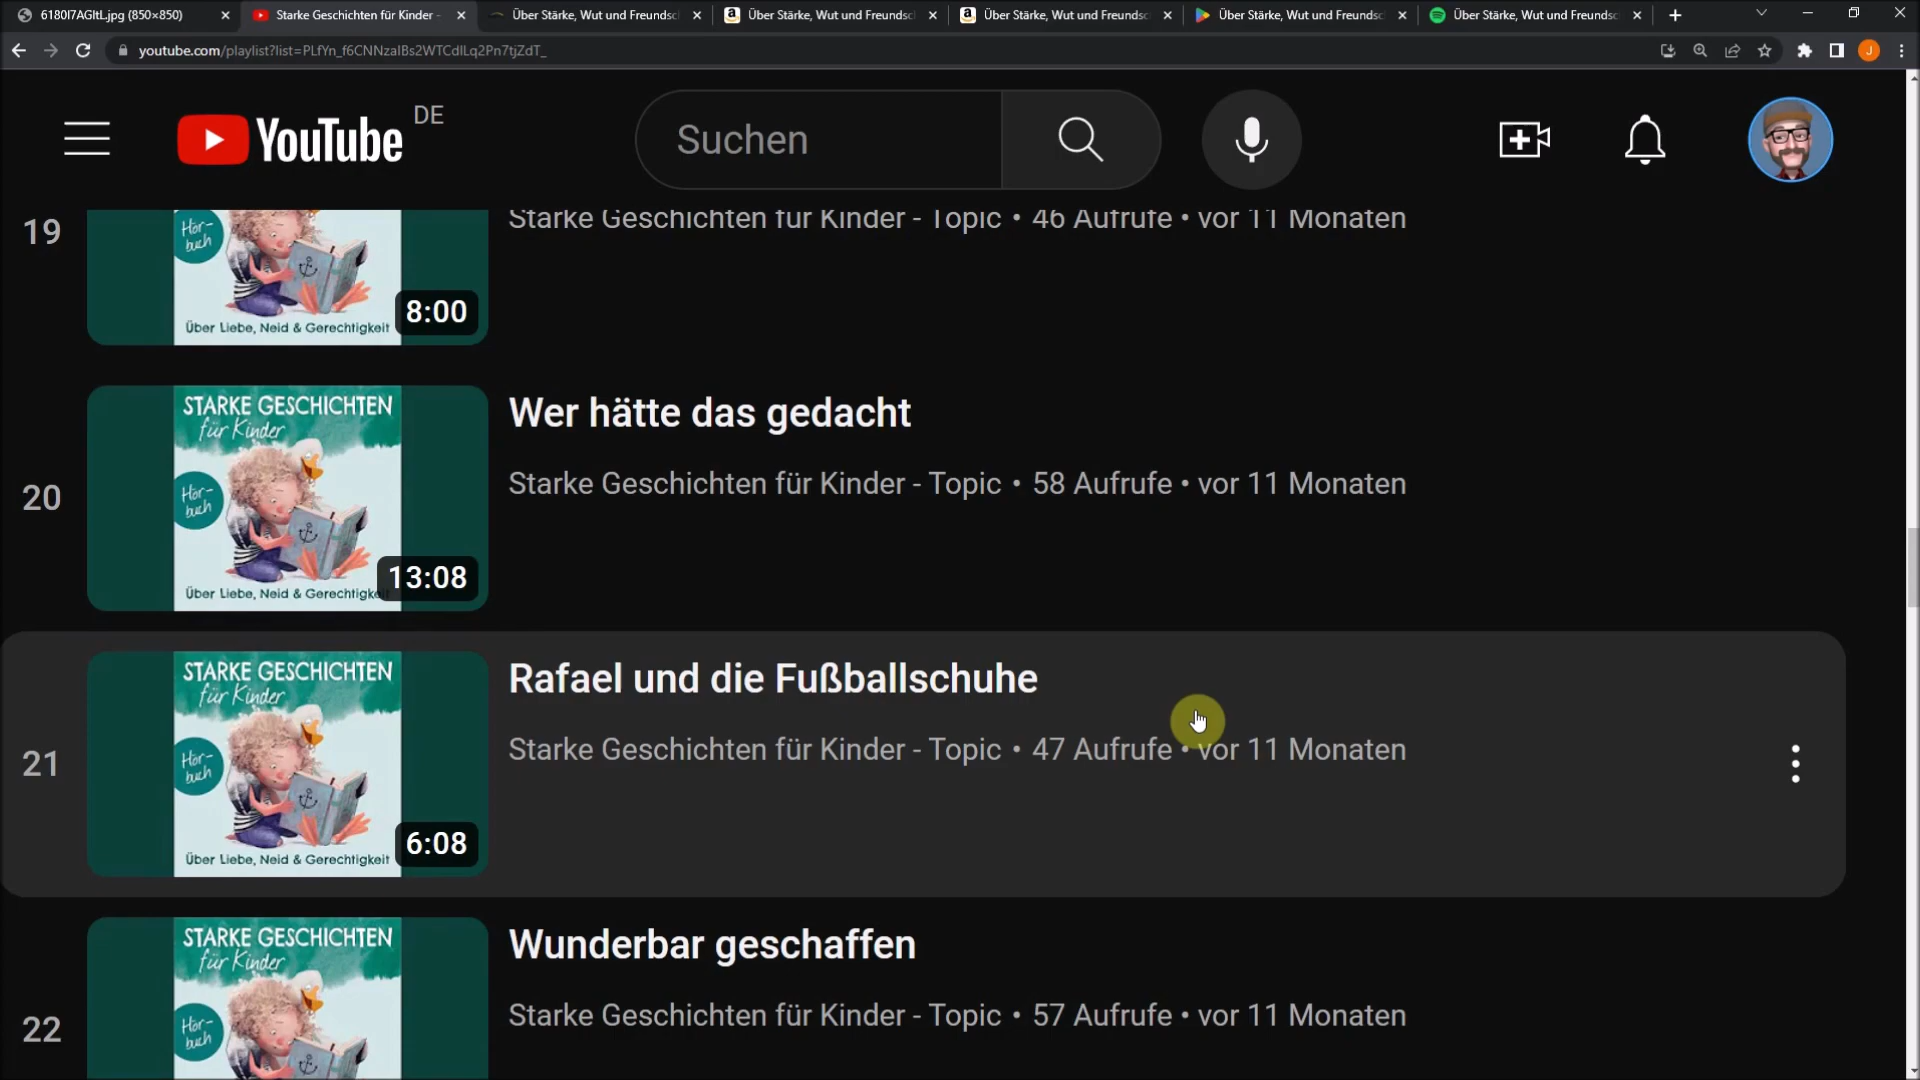 6180I7AGltL.jpg (850×850)
Starke Geschichten für Kinder -
Über Stärke, Wut und Freundsc
Über Stärke, Wut und Freundsc
Über Stärke, Wut und Freundsc
Über Stärke, Wut und Freundsc
Über Stärke, Wut und Freundsc
J
YouTube DE
Suchen
19
Hör-
buch
Über Liebe, Neid & Gerechtigkeit
8:00
Starke Geschichten für Kinder - Topic • 46 Aufrufe • vor 11 Monaten
20
STARKE GESCHICHTEN
für Kinder
Hör-
buch
Über Liebe, Neid & Gerechtigke
13:08
Wer hätte das gedacht
Starke Geschichten für Kinder - Topic • 58 Aufrufe • vor 11 Monaten
21
STARKE GESCHICHTEN
für Kinder
Hör-
buch
Über Liebe, Neid & Gerechtigkeit
6:08
Rafael und die Fußballschuhe
Starke Geschichten für Kinder - Topic • 47 Aufrufe • vor 11 Monaten
22
STARKE GESCHICHTEN
für Kinder
Hör-
buch
Wunderbar geschaffen
Starke Geschichten für Kinder - Topic • 57 Aufrufe • vor 11 Monaten